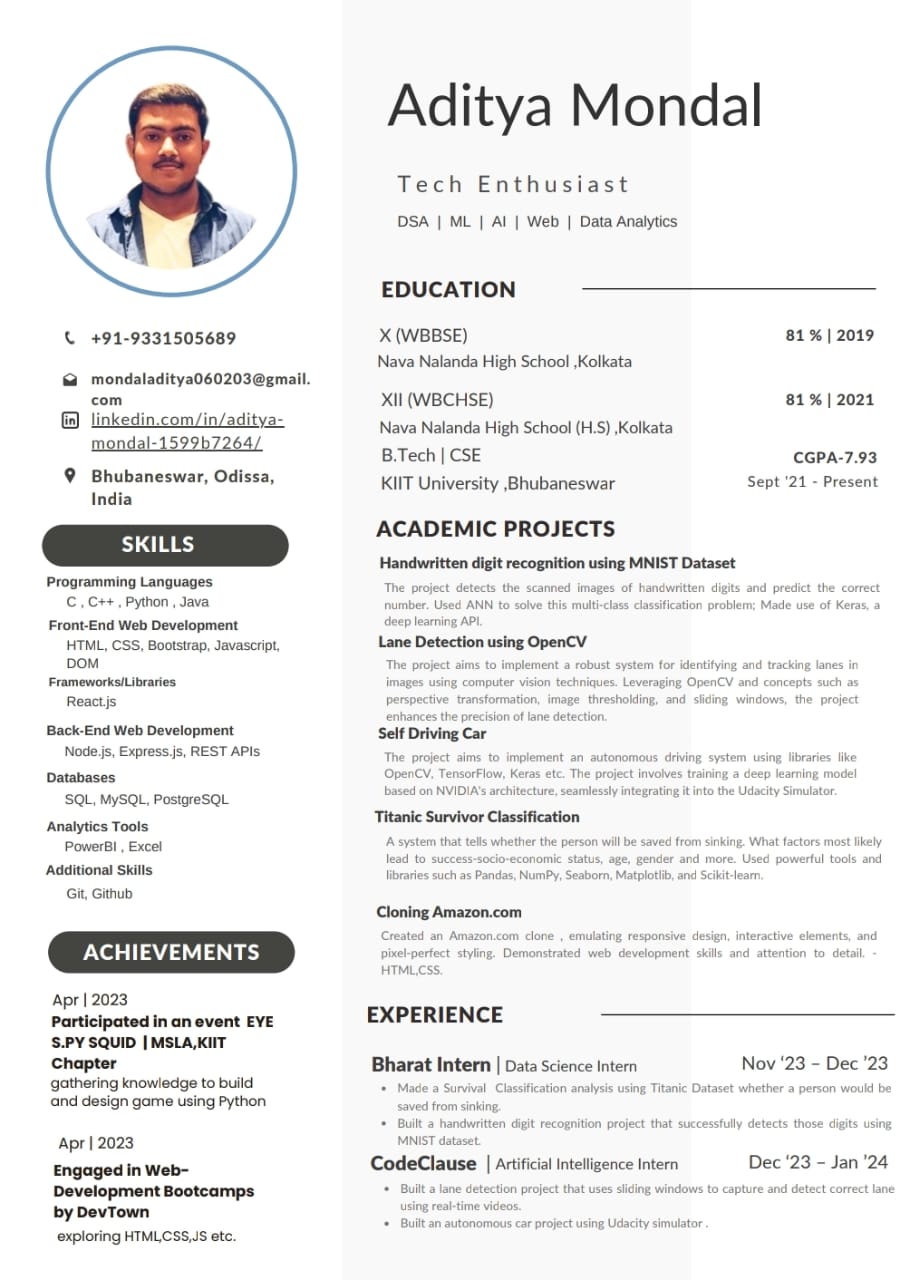 Aditya Mondal
Tech Enthusiast
DSA | ML | AI | Web | Data Analytics
+91-9331505689
mondaladitya060203@gmail.
com
linkedin.com/in/aditya-
mondal-1599b7264/
Bhubaneswar, Odissa,
India
SKILLS
Programming Languages
C , C++ , Python , Java
Front-End Web Development
HTML, CSS, Bootstrap, Javascript,
DOM
Frameworks/Libraries
React.js
Back-End Web Development
Node.js, Express.js, REST APIs
Databases
SQL, MySQL, PostgreSQL
Analytics Tools
PowerBI , Excel
Additional Skills
Git, Github
ACHIEVEMENTS
Apr | 2023
Participated in an event EYE
S.PY SQUID | MSLA,KIIT
Chapter
gathering knowledge to build
and design game using Python
Apr | 2023
Engaged in Web-
Development Bootcamps
by DevTown
exploring HTML,CSS,JS etc.
EDUCATION
X (WBBSE) 81 % | 2019
Nava Nalanda High School ,Kolkata
XII (WBCHSE) 81 % | 2021
Nava Nalanda High School (H.S) ,Kolkata
B.Tech | CSE CGPA-7.93
KIIT University ,Bhubaneswar Sept '21 - Present
ACADEMIC PROJECTS
Handwritten digit recognition using MNIST Dataset
The project detects the scanned images of handwritten digits and predict the correct
number. Used ANN to solve this multi-class classification problem; Made use of Keras, a
deep learning API.
Lane Detection using OpenCV
The project aims to implement a robust system for identifying and tracking lanes in
images using computer vision techniques. Leveraging OpenCV and concepts such as
perspective transformation, image thresholding, and sliding windows, the project
enhances the precision of lane detection.
Self Driving Car
The project aims to implement an autonomous driving system using libraries like
OpenCV, TensorFlow, Keras etc. The project involves training a deep learning model
based on NVIDIA's architecture, seamlessly integrating it into the Udacity Simulator.
Titanic Survivor Classification
A system that tells whether the person will be saved from sinking. What factors most likely
lead to success-socio-economic status, age, gender and more. Used powerful tools and
libraries such as Pandas, NumPy, Seaborn, Matplotlib, and Scikit-learn.
Cloning Amazon.com
Created an Amazon.com clone , emulating responsive design, interactive elements, and
pixel-perfect styling. Demonstrated web development skills and attention to detail. -
HTML,CSS.
EXPERIENCE
Bharat Intern | Data Science Intern Nov '23 – Dec '23
• Made a Survival Classification analysis using Titanic Dataset whether a person would be
saved from sinking.
• Built a handwritten digit recognition project that successfully detects those digits using
MNIST dataset.
CodeClause | Artificial Intelligence Intern Dec '23 – Jan '24
• Built a lane detection project that uses sliding windows to capture and detect correct lane
using real-time videos.
• Built an autonomous car project using Udacity simulator .